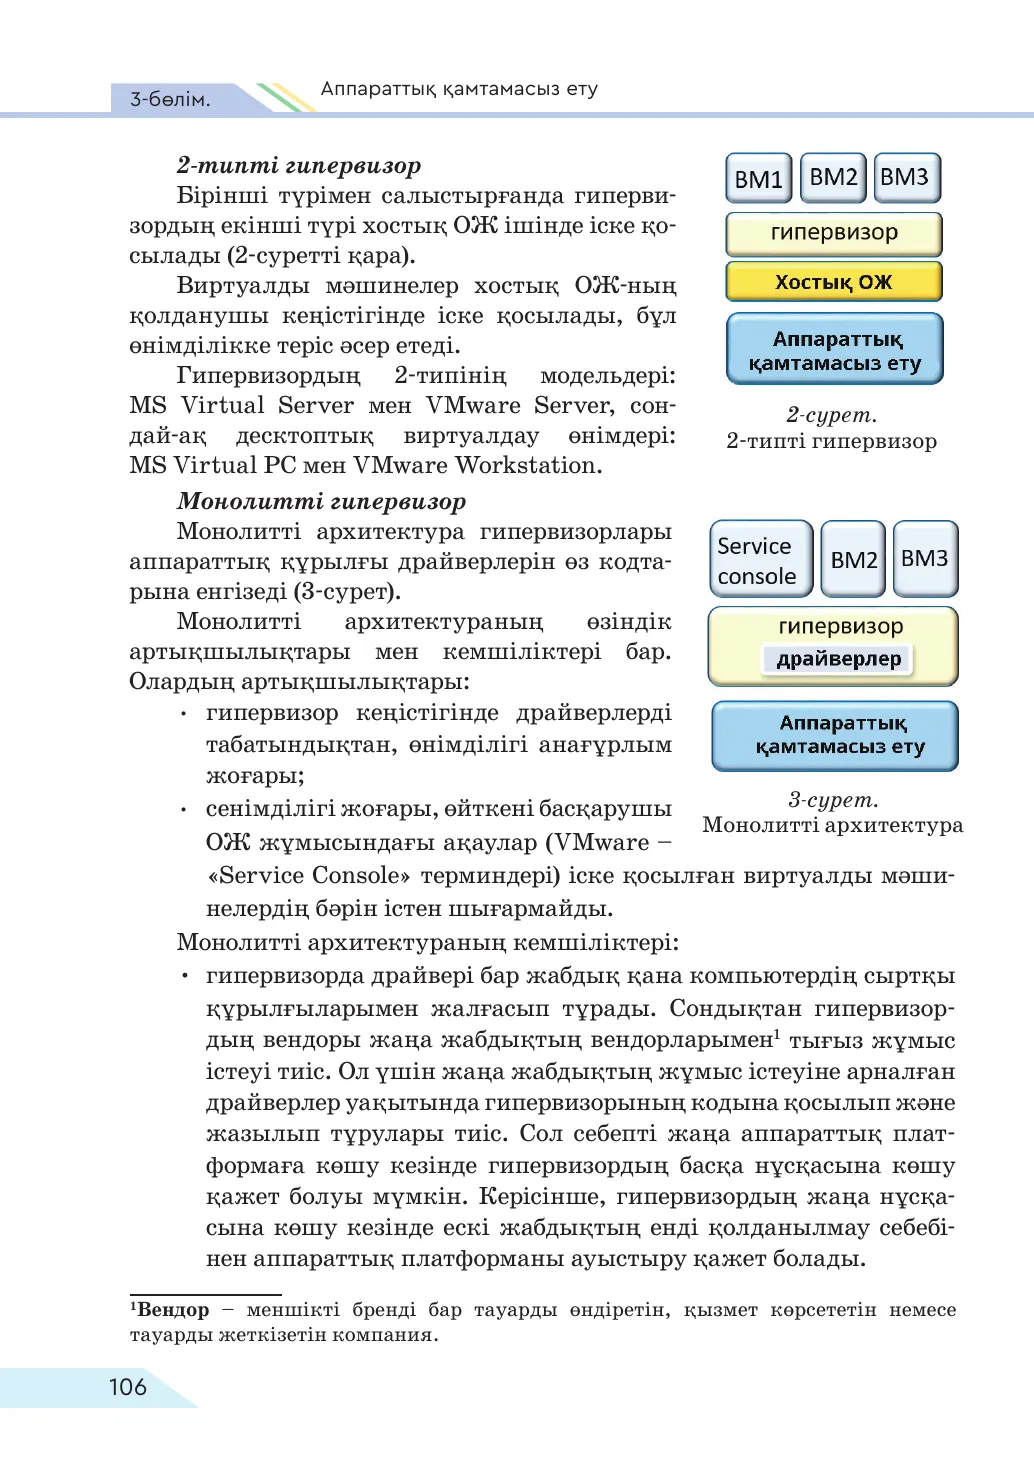 3-бөлім.
Аппараттық қамтамасыз ету
2-типті гипервизор
Бірінші түрімен салыстырғанда гиперви-
зордың екінші түрі хостық ОЖ ішінде іске қо-
сылады (2-суретті қара).
Виртуалды мәшинелер хостық ОЖ-ның
қолданушы кеңістігінде іске қосылады, бұл
өнімділікке теріс әсер етеді.
Гипервизордың 2-типінің модельдері:
MS Virtual Server мен VMware Server, сон-
дай-ақ десктоптық виртуалдау өнімдері:
MS Virtual PC мен VMware Workstation.
ВМ1 ВМ2 ВМ3
гипервизор
Хостық ОЖ
Аппараттық
қамтамасыз ету
2-сурет.
2-типті гипервизор
Монолитті гипервизор
Монолитті архитектура гипервизорлары
аппараттық құрылғы драйверлерін өз кодта-
рына енгізеді (3-сурет).
Монолитті архитектураның өзіндік
артықшылықтары мен кемшіліктері бар.
Олардың артықшылықтары:
• гипервизор кеңістігінде драйверлерді
табатындықтан, өнімділігі анағұрлым
жоғары;
• сенімділігі жоғары, өйткені басқарушы
ОЖ жұмысындағы ақаулар (VMware –
«Service Console» терминдері) іске қосылған виртуалды мәши-
нелердің бәрін істен шығармайды.
Service
console
ВМ2 ВМ3
гипервизор
драйверлер
Аппараттық
қамтамасыз ету
3-сурет.
Монолитті архитектура
Монолитті архитектураның кемшіліктері:
• гипервизорда драйвері бар жабдық қана компьютердің сыртқы
құрылғыларымен жалғасып тұрады. Сондықтан гипервизор-
дың вендоры жаңа жабдықтың вендорларымен¹ тығыз жұмыс
істеуі тиіс. Ол үшін жаңа жабдықтың жұмыс істеуіне арналған
драйверлер уақытында гипервизорының кодына қосылып және
жазылып тұрулары тиіс. Сол себепті жаңа аппараттық плат-
формаға көшу кезінде гипервизордың басқа нұсқасына көшу
қажет болуы мүмкін. Керісінше, гипервизордың жаңа нұсқа-
сына көшу кезінде ескі жабдықтың енді қолданылмау себебі-
нен аппараттық платформаны ауыстыру қажет болады.
¹Вендор – меншікті бренді бар тауарды өндіретін, қызмет көрсететін немесе
тауарды жеткізетін компания.
106